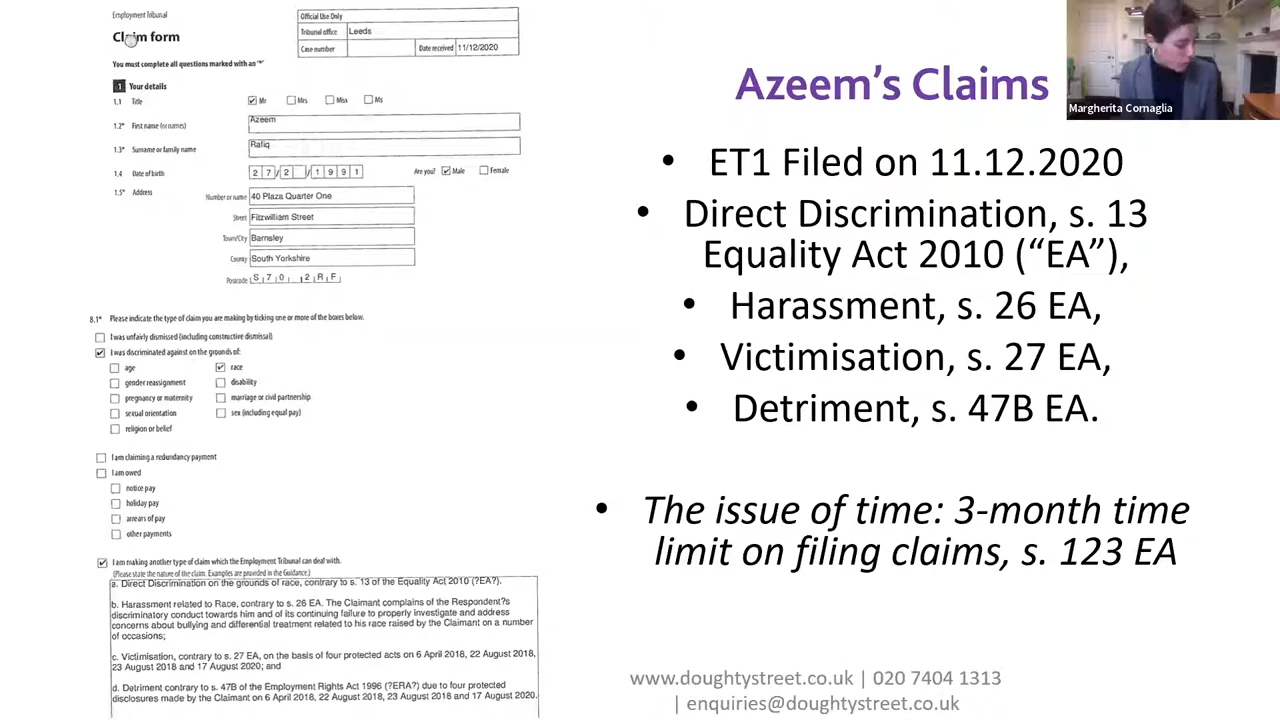 Employment Tribunal
Claim form
You must complete all questions marked with an '*'
Official Use Only
Tribunal office Leeds
Case number Date received 11/12/2020
1 Your details
1.1 Title Mr Mrs Miss Ms
1.2* First name (or names) Azeem
1.3* Surname or family name Rafiq
1.4 Date of birth 27/2 /1991 Are you? Male Female
1.5* Address Number or name 40 Plaza Quarter One
Street Fitzwilliam Street
Town/City Barnsley
County South Yorkshire
Postcode S70 2RF
8.1* Please indicate the type of claim you are making by ticking one or more of the boxes below.
I was unfairly dismissed (including constructive dismissal)
I was discriminated against on the grounds of:
age race
gender reassignment disability
pregnancy or maternity marriage or civil partnership
sexual orientation sex (including equal pay)
religion or belief
I am claiming a redundancy payment
I am owed
notice pay
holiday pay
arrears of pay
other payments
I am making another type of claim which the Employment Tribunal can deal with.
(Please state the nature of the claim. Examples are provided in the Guidance.)
a. Direct Discrimination on the grounds of race, contrary to s. 13 of the Equality Act 2010 (?EA?).
b. Harassment related to Race, contrary to s. 26 EA. The Claimant complains of the Respondent?s
discriminatory conduct towards him and of its continuing failure to properly investigate and address
concerns about bullying and differential treatment related to his race raised by the Claimant on a number
of occasions;
c. Victimisation, contrary to s. 27 EA, on the basis of four protected acts on 6 April 2018, 22 August 2018,
23 August 2018 and 17 August 2020; and
d. Detriment contrary to s. 47B of the Employment Rights Act 1996 (?ERA?) due to four protected
disclosures made by the Claimant on 6 April 2018, 22 August 2018, 23 August 2018 and 17 August 2020.
Azeem's Claims
• ET1 Filed on 11.12.2020
• Direct Discrimination, s. 13
Equality Act 2010 (“EA”),
• Harassment, s. 26 EA,
• Victimisation, s. 27 EA,
• Detriment, s. 47B EA.
• The issue of time: 3-month time
limit on filing claims, s. 123 EA
www.doughtystreet.co.uk | 020 7404 1313
| enquiries@doughtystreet.co.uk
Margherita Cornaglia